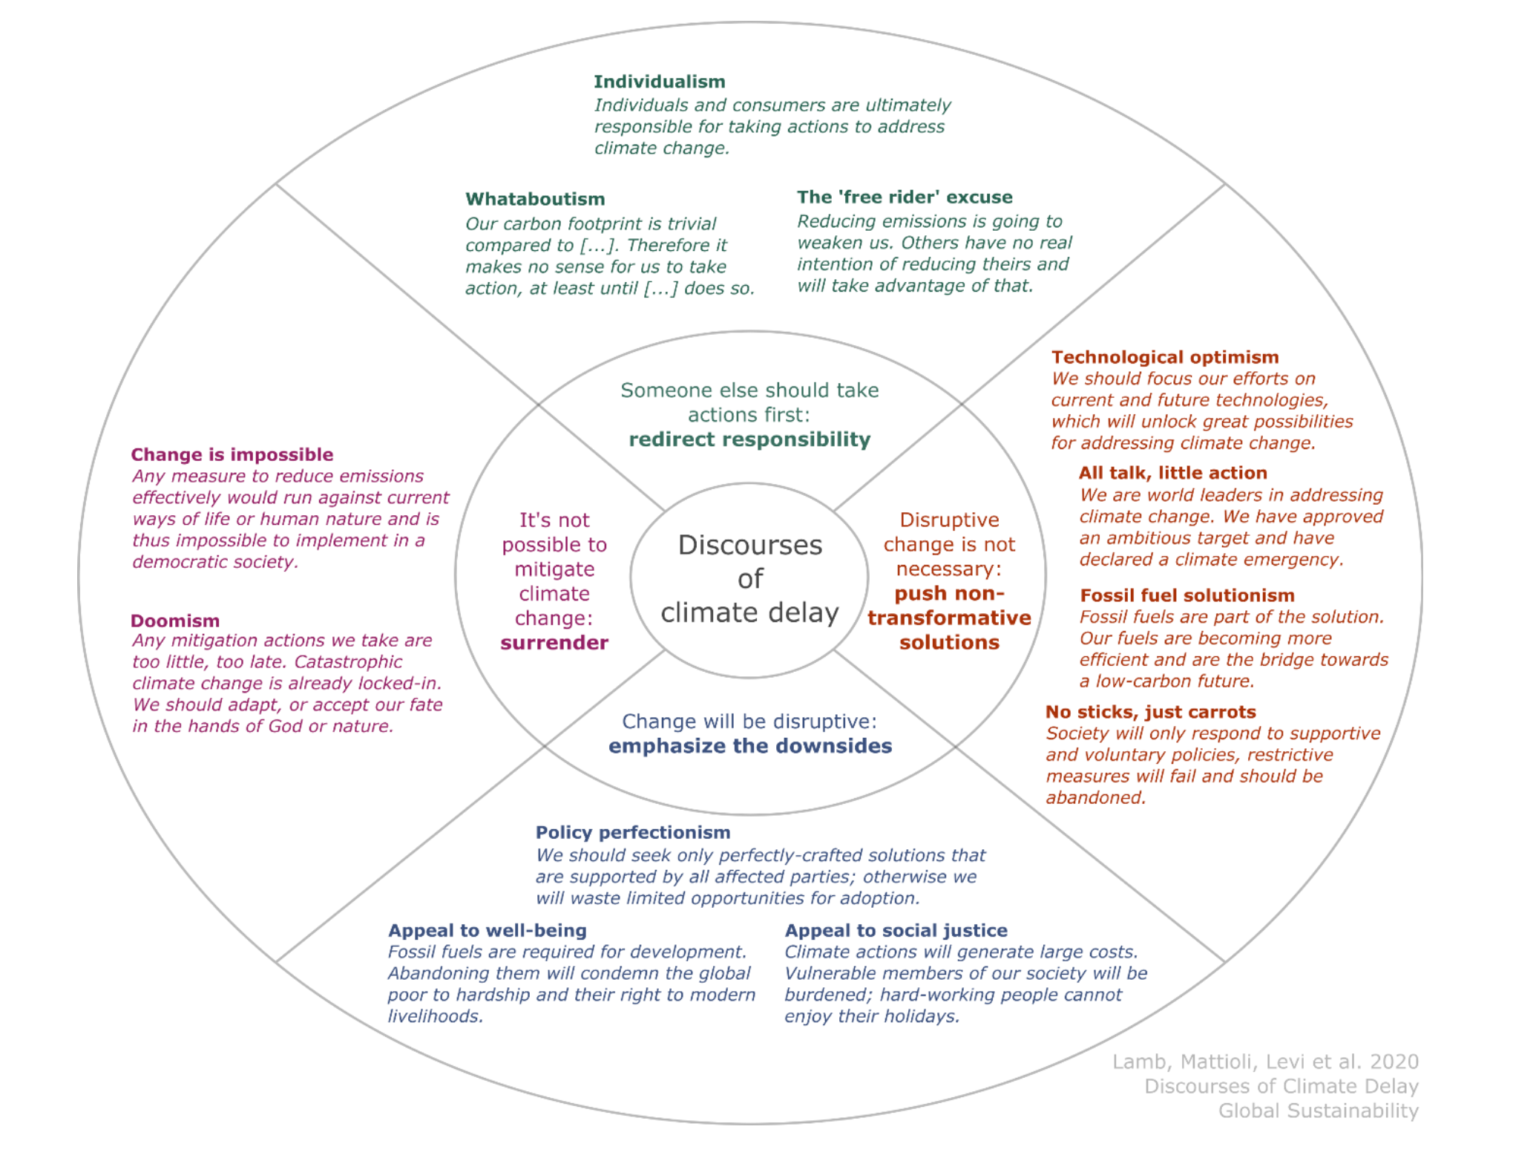 Individualism
Individuals and consumers are ultimately
responsible for taking actions to address
climate change.
Whataboutism
Our carbon footprint is trivial
compared to [...]. Therefore it
makes no sense for us to take
action, at least until [...] does so.
The 'free rider' excuse
Reducing emissions is going to
weaken us. Others have no real
intention of reducing theirs and
will take advantage of that.
Someone else should take
actions first:
redirect responsibility
Technological optimism
We should focus our efforts on
current and future technologies,
which will unlock great possibilities
for addressing climate change.
All talk, little action
We are world leaders in addressing
climate change. We have approved
an ambitious target and have
declared a climate emergency.
Fossil fuel solutionism
Fossil fuels are part of the solution.
Our fuels are becoming more
efficient and are the bridge towards
a low-carbon future.
No sticks, just carrots
Society will only respond to supportive
and voluntary policies, restrictive
measures will fail and should be
abandoned.
Disruptive
change is not
necessary:
push non-
transformative
solutions
Discourses
of
climate delay
It's not
possible to
mitigate
climate
change:
surrender
Change is impossible
Any measure to reduce emissions
effectively would run against current
ways of life or human nature and is
thus impossible to implement in a
democratic society.
Doomism
Any mitigation actions we take are
too little, too late. Catastrophic
climate change is already locked-in.
We should adapt, or accept our fate
in the hands of God or nature.
Change will be disruptive:
emphasize the downsides
Policy perfectionism
We should seek only perfectly-crafted solutions that
are supported by all affected parties; otherwise we
will waste limited opportunities for adoption.
Appeal to well-being
Fossil fuels are required for development.
Abandoning them will condemn the global
poor to hardship and their right to modern
livelihoods.
Appeal to social justice
Climate actions will generate large costs.
Vulnerable members of our society will be
burdened; hard-working people cannot
enjoy their holidays.
Lamb, Mattioli, Levi et al. 2020
Discourses of Climate Delay
Global Sustainability